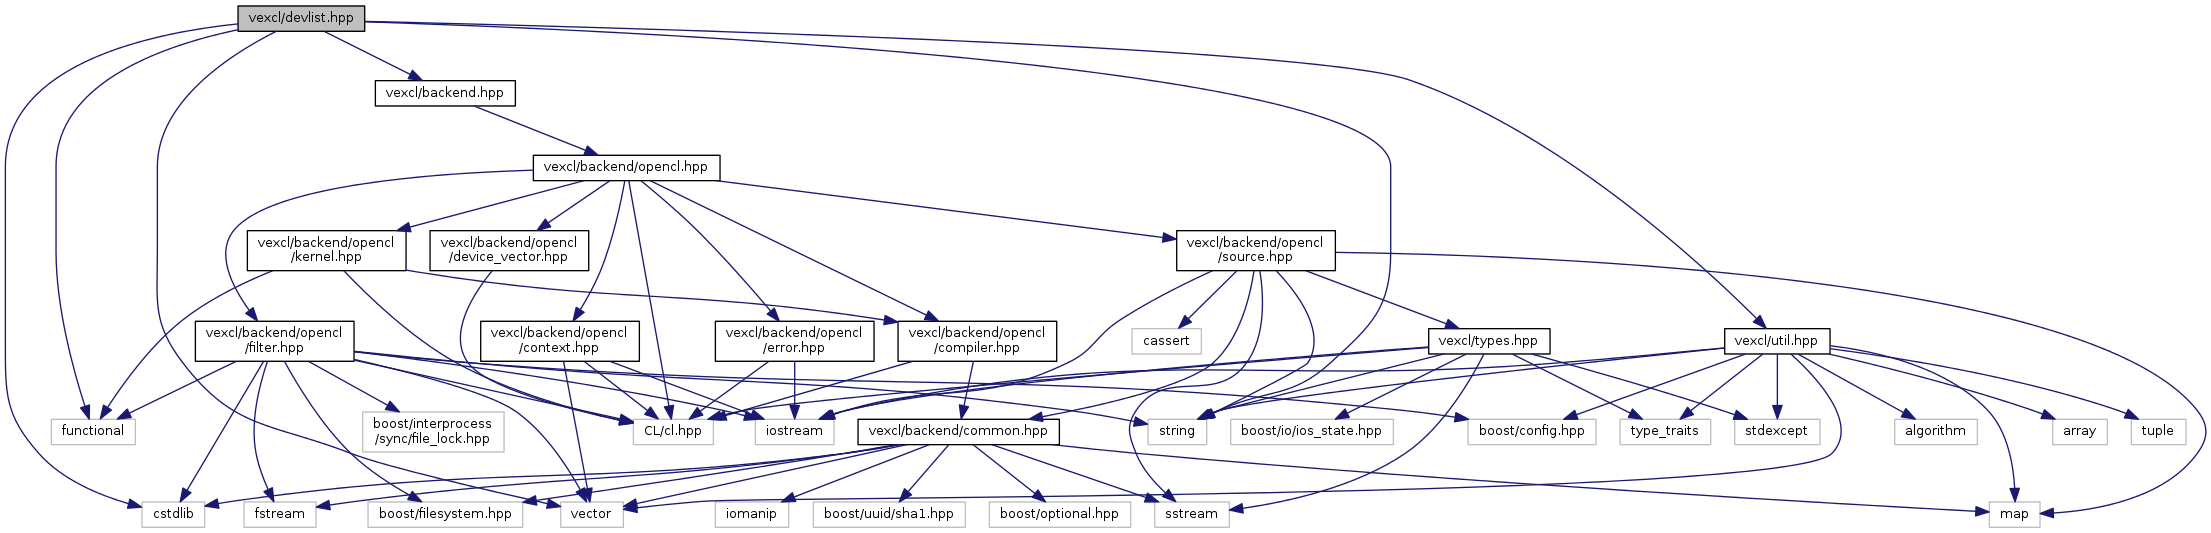 vexcl/devlist.hpp
vexcl/backend.hpp
vexcl/backend/opencl.hpp
vexcl/backend/opencl
/kernel.hpp
vexcl/backend/opencl
/device_vector.hpp
vexcl/backend/opencl
/source.hpp
vexcl/backend/opencl
/filter.hpp
vexcl/backend/opencl
/context.hpp
vexcl/backend/opencl
/error.hpp
vexcl/backend/opencl
/compiler.hpp
cassert
vexcl/types.hpp
vexcl/util.hpp
functional
boost/interprocess
/sync/file_lock.hpp
CL/cl.hpp
iostream
vexcl/backend/common.hpp
string
boost/io/ios_state.hpp
boost/config.hpp
type_traits
stdexcept
algorithm
array
tuple
cstdlib
fstream
boost/filesystem.hpp
vector
iomanip
boost/uuid/sha1.hpp
boost/optional.hpp
sstream
map